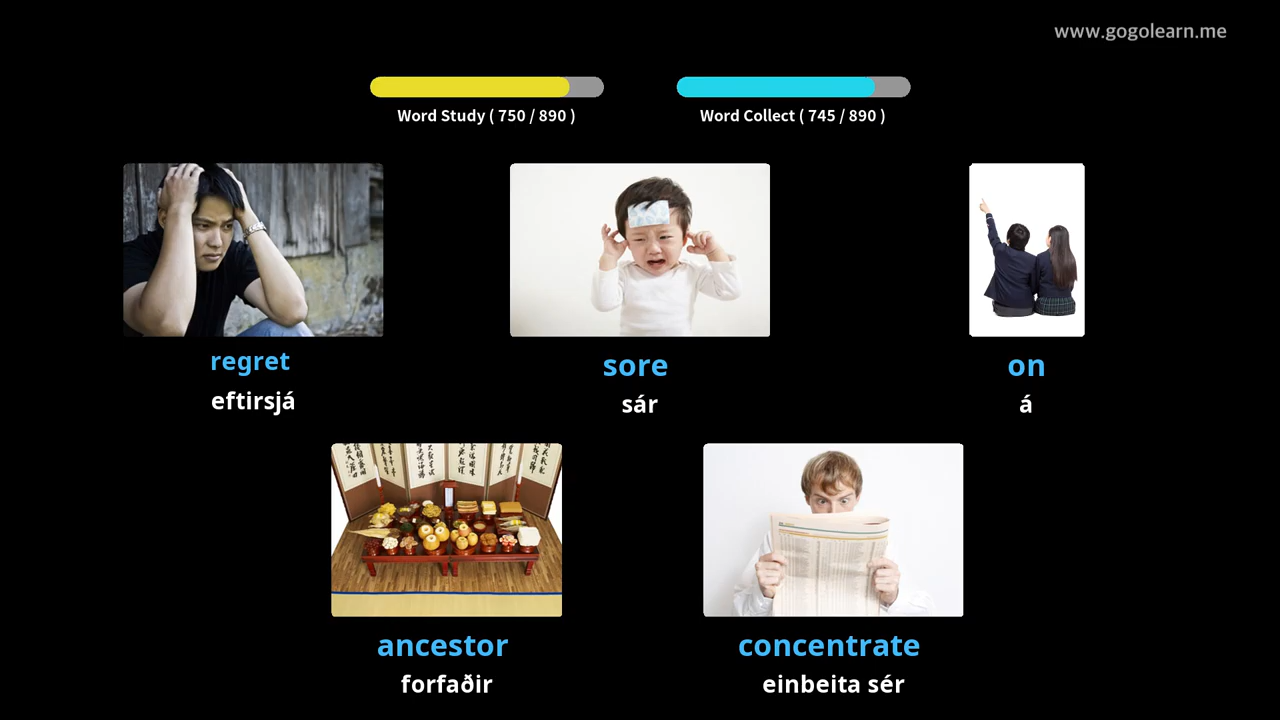 www.gogolearn.me
Word Study ( 750 / 890 )
Word Collect ( 745 / 890 )
regret
eftirsjá
sore
sár
on
á
ancestor
forfaðir
concentrate
einbeita sér